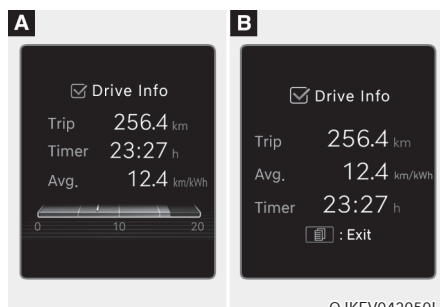 A
Drive Info
Trip 256.4 km
Timer 23:27 h
Avg. 12.4 km/kWh
0 10 20
B
Drive Info
Trip 256.4 km
Avg. 12.4 km/kWh
Timer 23:27 h
: Exit